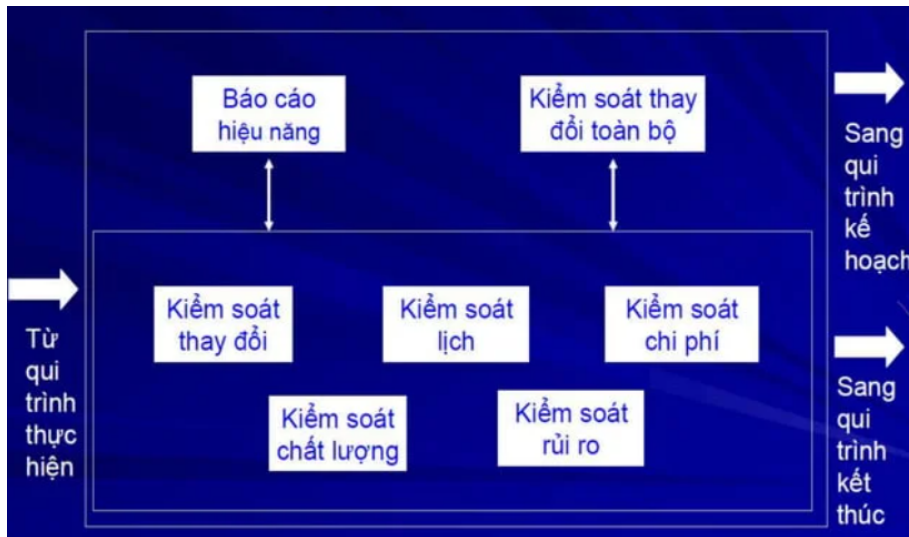 Báo cáo
hiệu năng
Kiểm soát thay
đổi toàn bộ
Sang
qui
trình
kế
hoạch
Từ
qui
trình
thực
hiện
Kiểm soát
thay đổi
Kiểm soát
lịch
Kiểm soát
chi phí
Kiểm soát
chất lượng
Kiểm soát
rủi ro
Sang
qui
trình
kết
thúc